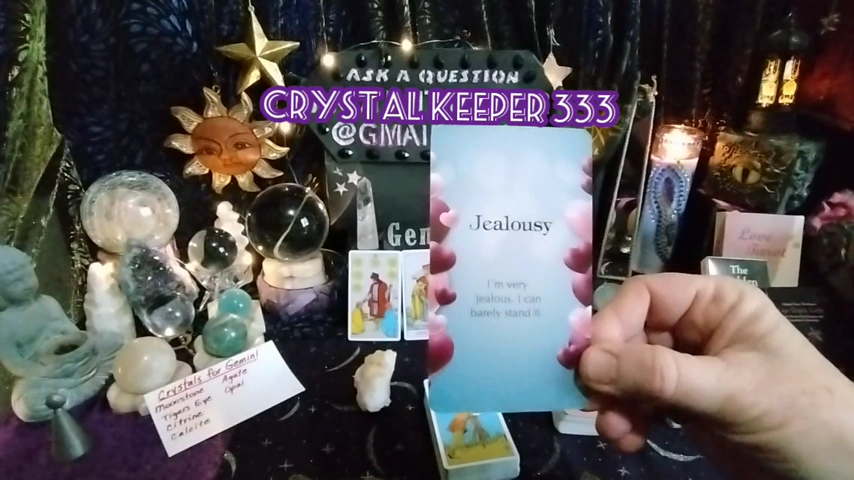 ASK A QUESTION
CRYSTAL KEEPER 333
@GMAI
Gem
Jealousy
I'm very
jealous. I can
barely stand it.
Love
Tarot
The
Crystals for Gemini
Moonstone Agate
Tigers Eye Opal
Citrine
Calcite